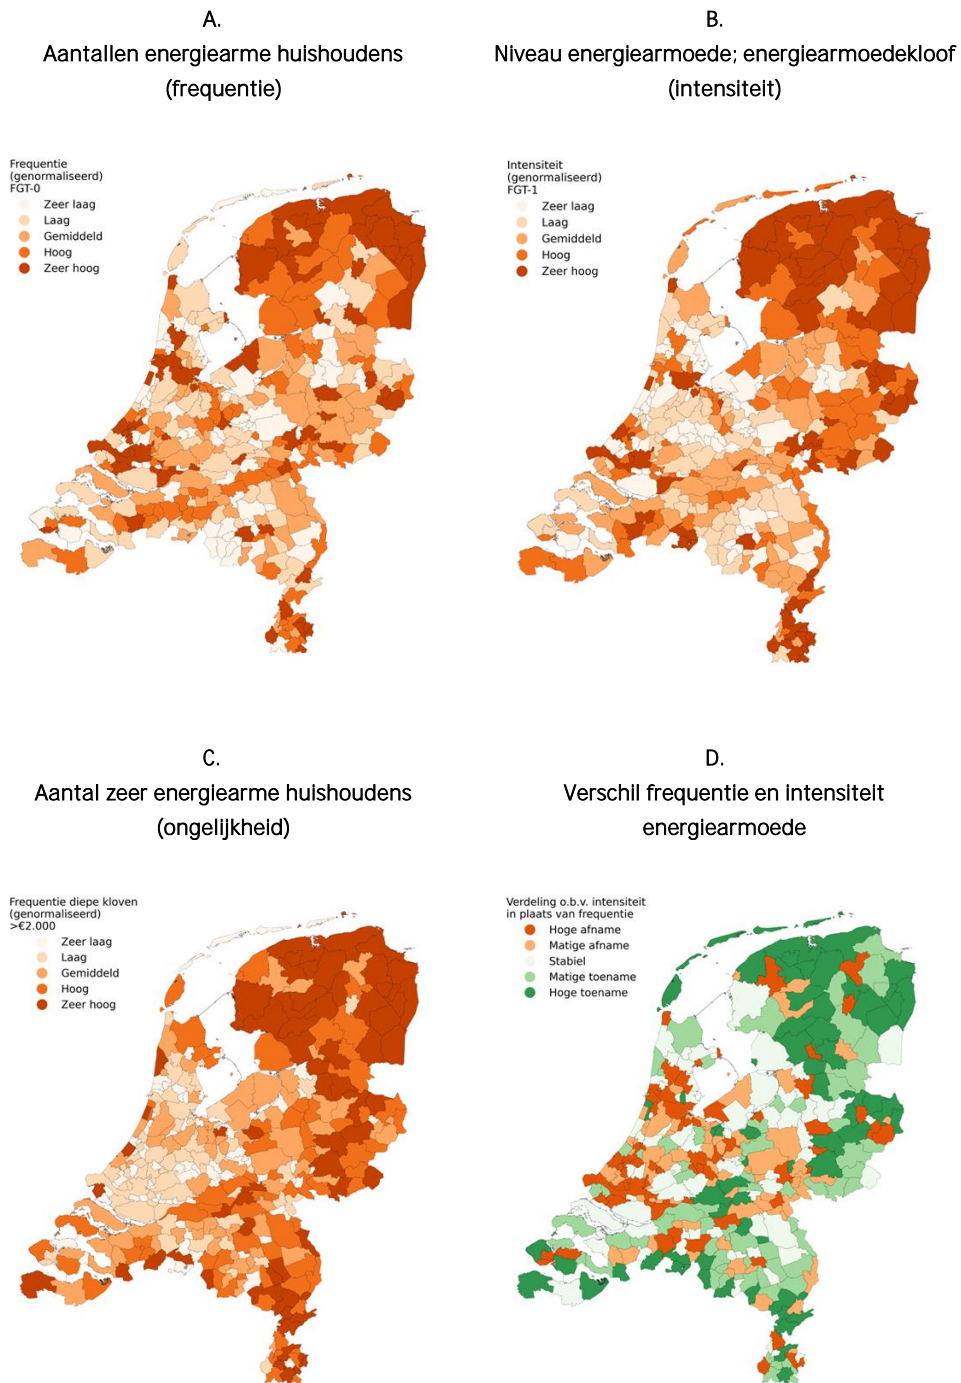 A.
Aantallen energiearme huishoudens
(frequentie)
B.
Niveau energiearmoede; energiearmoedekloof
(intensiteit)
Frequentie
(genormaliseerd)
FGT-0
Zeer laag
Laag
Gemiddeld
Hoog
Zeer hoog
Intensiteit
(genormaliseerd)
FGT-1
Zeer laag
Laag
Gemiddeld
Hoog
Zeer hoog
C.
Aantal zeer energiearme huishoudens
(ongelijkheid)
D.
Verschil frequentie en intensiteit
energiearmoede
Frequentie diepe kloven
(genormaliseerd)
>€2.000
Zeer laag
Laag
Gemiddeld
Hoog
Zeer hoog
Verdeling o.b.v. intensiteit
in plaats van frequentie
Hoge afname
Matige afname
Stabiel
Matige toename
Hoge toename